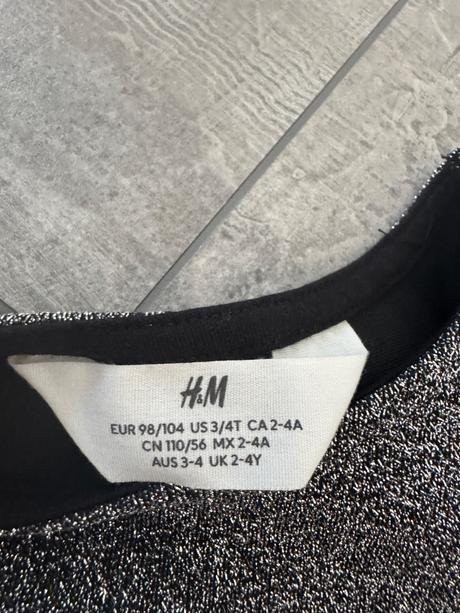 H&M
EUR 98/104 US 3/4T CA 2-4A
CN 110/56 MX 2-4A
AUS 3-4 UK 2-4Y